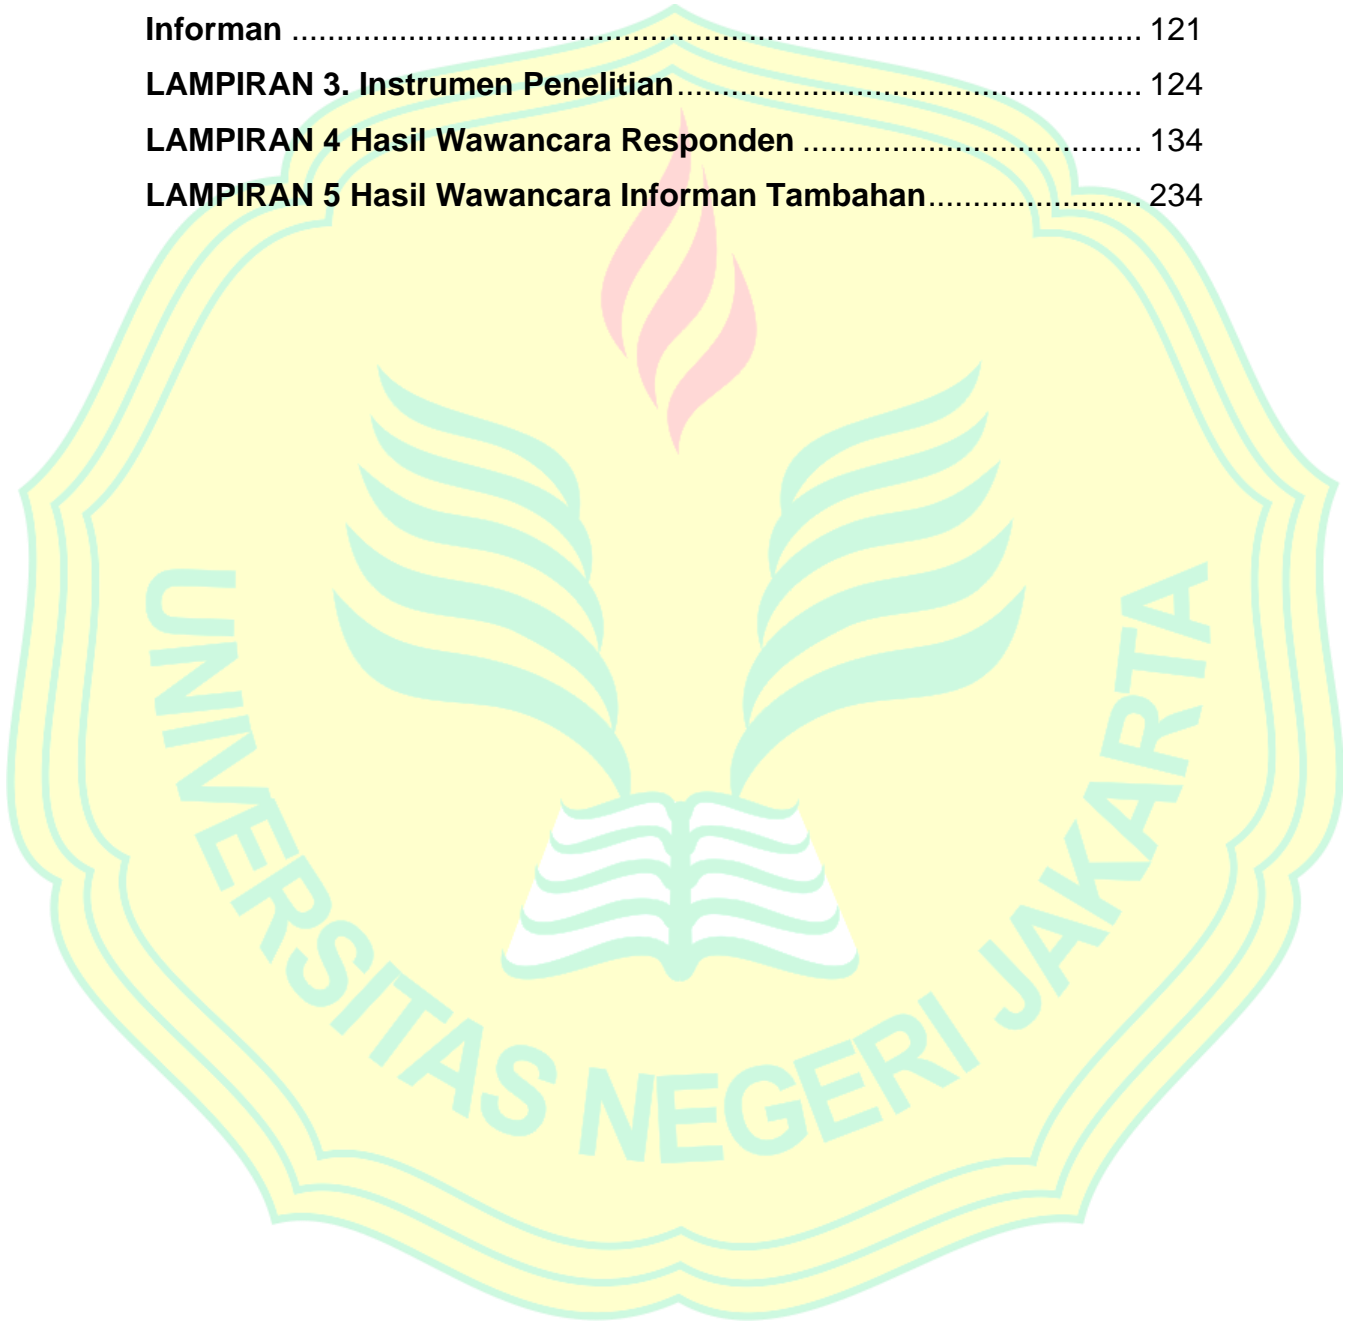 Informan ................................................................................................ 121
LAMPIRAN 3. Instrumen Penelitian.................................................... 124
LAMPIRAN 4 Hasil Wawancara Responden ...................................... 134
LAMPIRAN 5 Hasil Wawancara Informan Tambahan........................ 234
UNIVERSITAS NEGERI JAKARTA